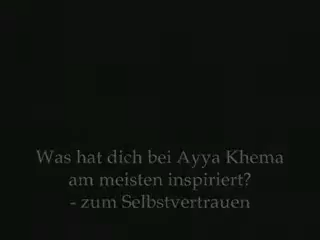 Was hat dich bei Ayya Khema
am meisten inspiriert?
- zum Selbstvertrauen